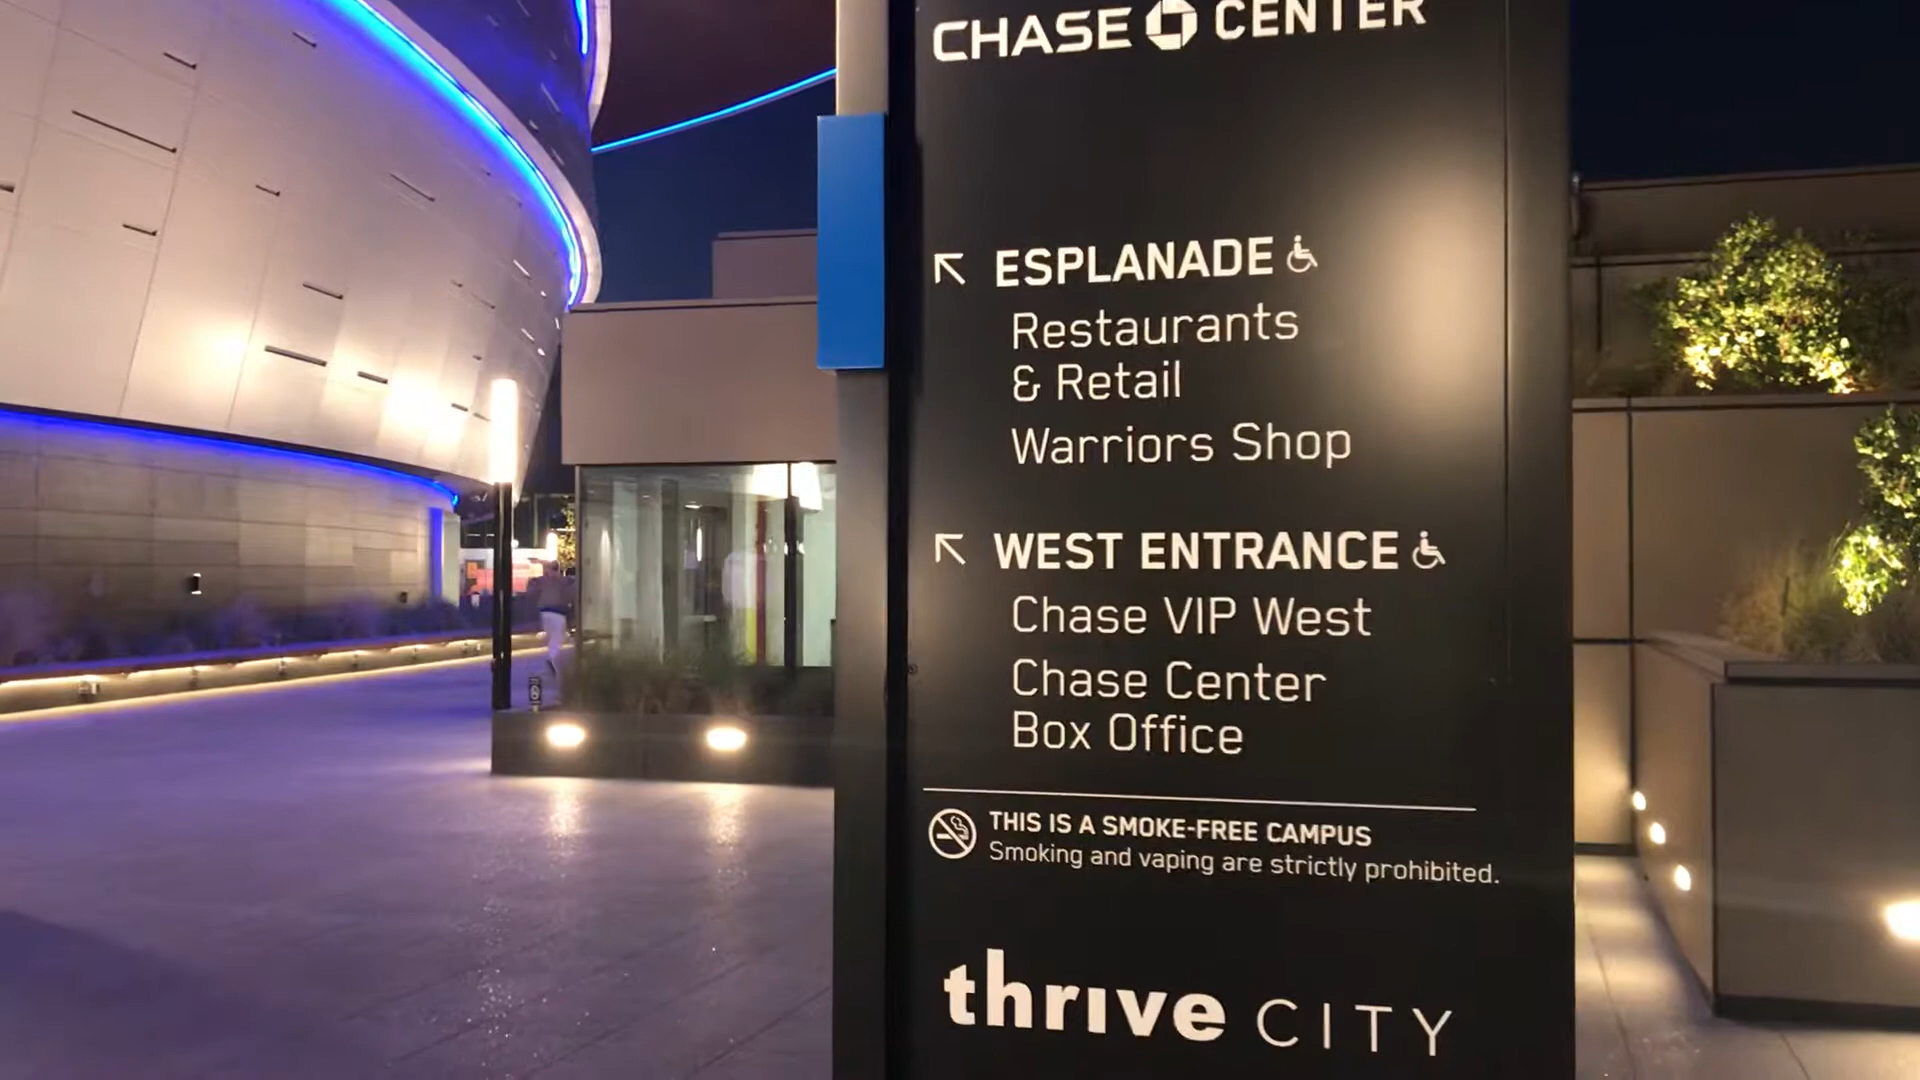 CHASE CENTER
ESPLANADE
Restaurants
& Retail
Warriors Shop
WEST ENTRANCE
Chase VIP West
Chase Center
Box Office
THIS IS A SMOKE-FREE CAMPUS
Smoking and vaping are strictly prohibited.
thrive CITY